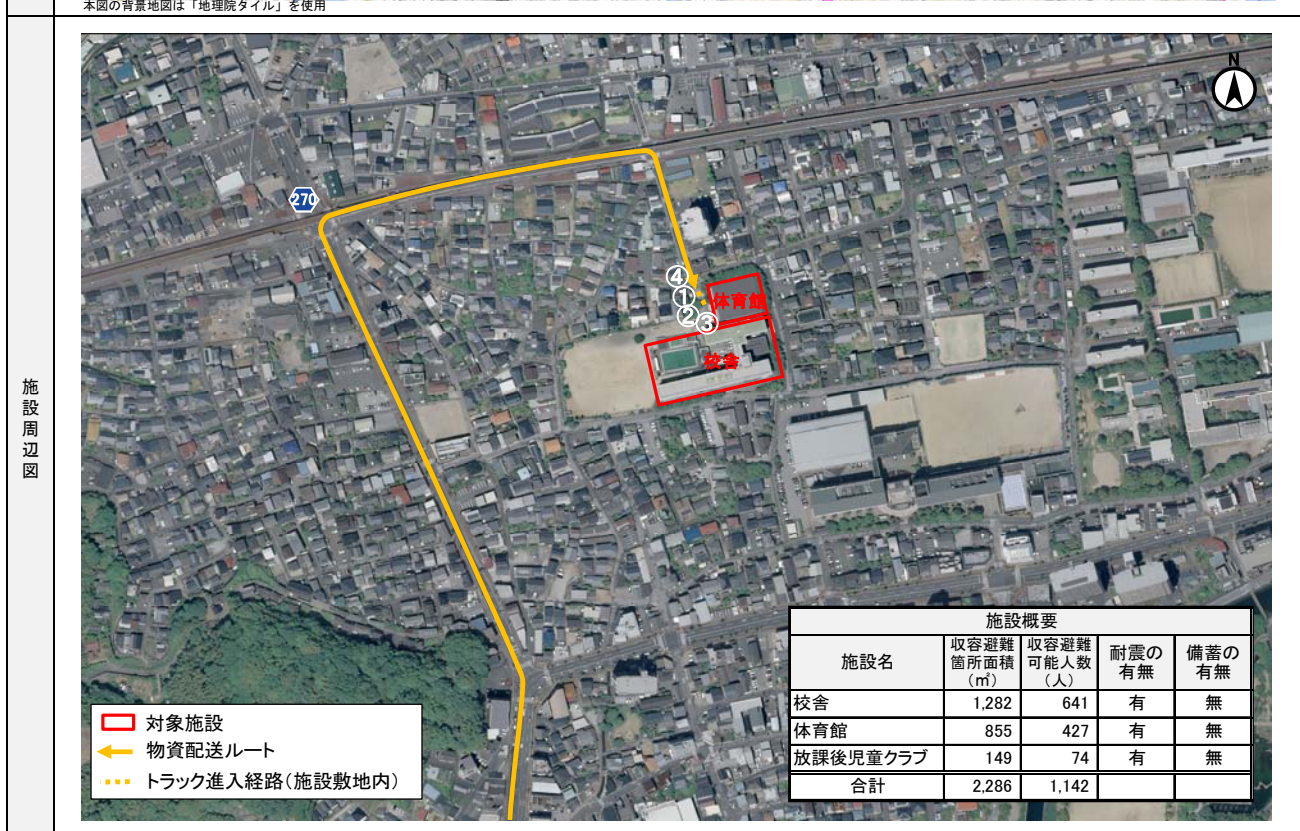 本図の背景地図は「地理院タイル」を使用
施設周辺図
N
270
④
①
②
③
体育館
校舎
対象施設
物資配送ルート
トラック進入経路(施設敷地内)
施設概要
施設名 収容避難箇所面積(㎡) 収容避難可能人数(人) 耐震の有無 備蓄の有無
校舎 1,282 641 有 無
体育館 855 427 有 無
放課後児童クラブ 149 74 有 無
合計 2,286 1,142